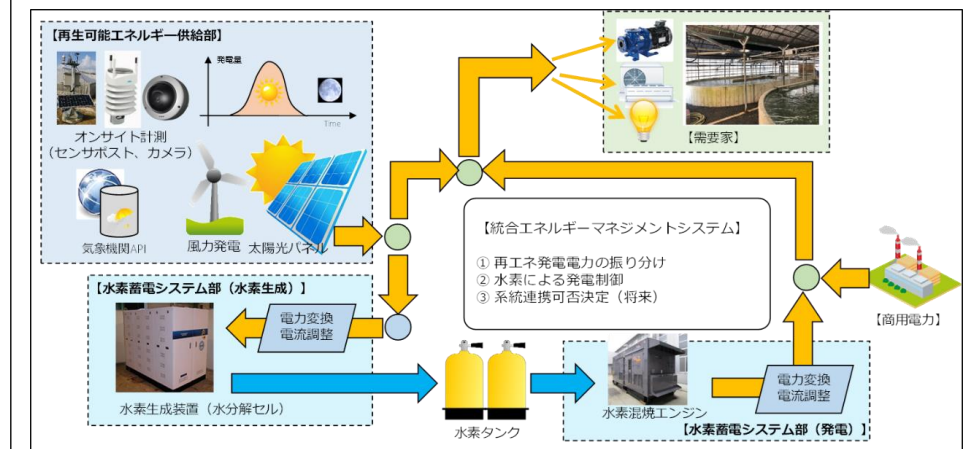 【再生可能エネルギー供給部】
発電量
Time
オンサイト計測
(センサポスト、カメラ)
気象機関API
風力発電
太陽光パネル
【需要家】
【統合エネルギーマネジメントシステム】
① 再エネ発電電力の振り分け
② 水素による発電制御
③ 系統連携可否決定(将来)
【商用電力】
【水素蓄電システム部(水素生成)】
電力変換
電流調整
水素生成装置(水分解セル)
水素タンク
水素混焼エンジン
電力変換
電流調整
【水素蓄電システム部(発電)】